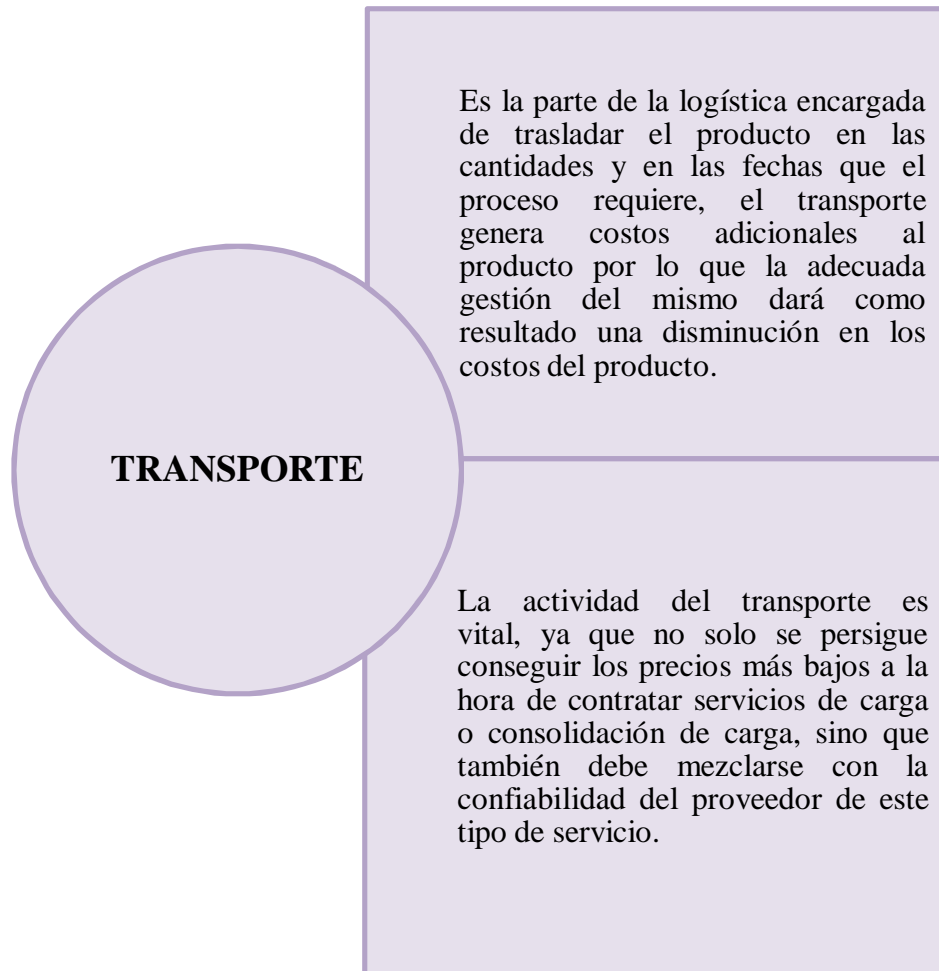 Es la parte de la logística encargada
de trasladar el producto en las
cantidades y en las fechas que el
proceso requiere, el transporte
genera costos adicionales al
producto por lo que la adecuada
gestión del mismo dará como
resultado una disminución en los
costos del producto.
TRANSPORTE
La actividad del transporte es
vital, ya que no solo se persigue
conseguir los precios más bajos a la
hora de contratar servicios de carga
o consolidación de carga, sino que
también debe mezclarse con la
confiabilidad del proveedor de este
tipo de servicio.